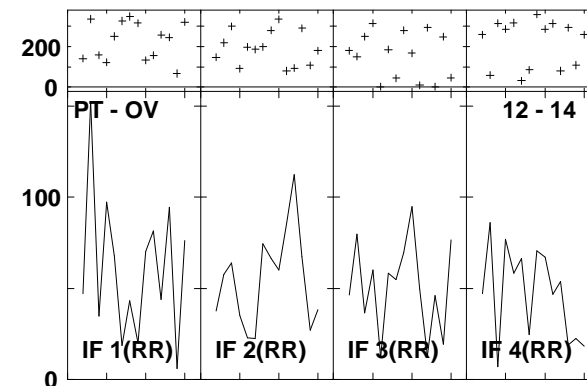 200
0
PT - OV 12 - 14
100
0
IF 1(RR) IF 2(RR) IF 3(RR) IF 4(RR)